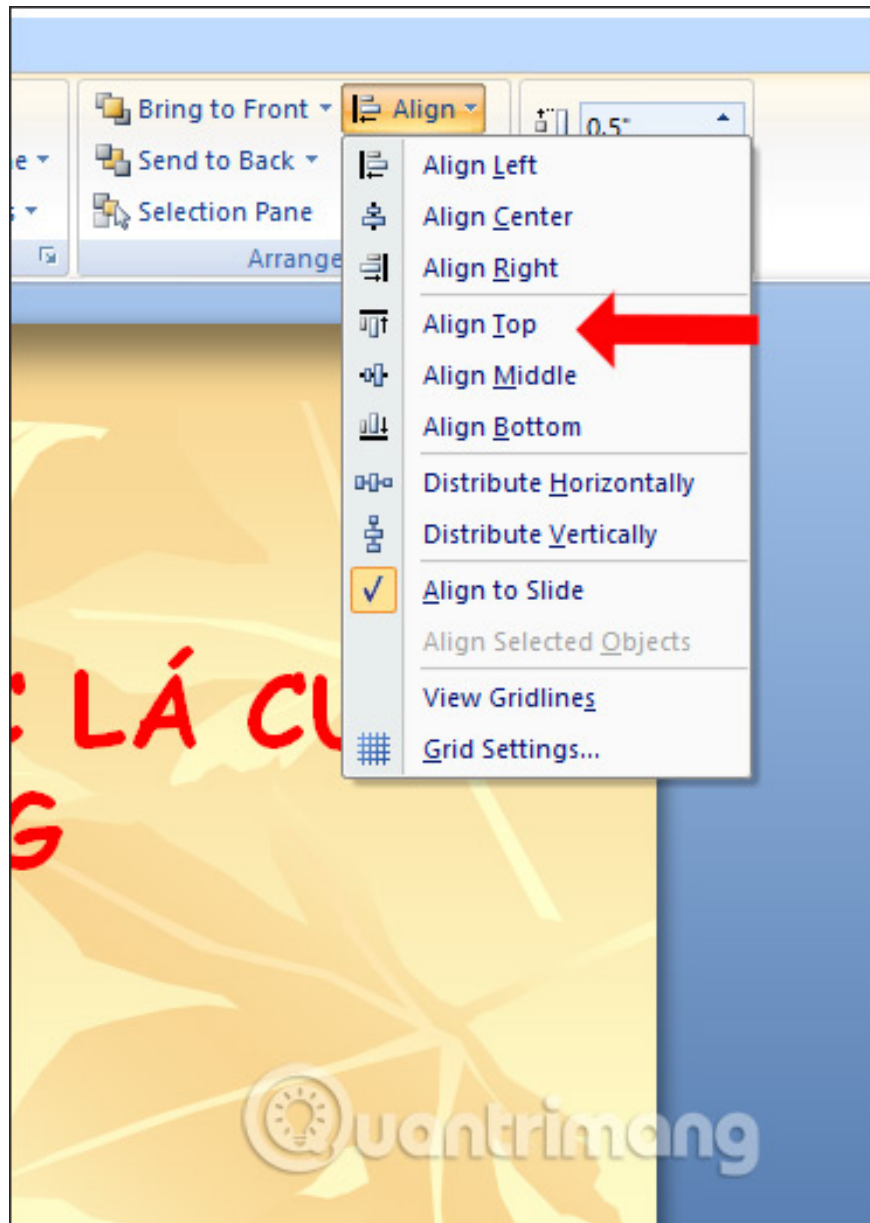 Bring to Front
Align
0.5"
e
Send to Back
s
Selection Pane
Arrange
Align Left
Align Center
Align Right
Align Top
Align Middle
Align Bottom
Distribute Horizontally
Distribute Vertically
Align to Slide
Align Selected Objects
View Gridlines
Grid Settings...
C LÁ CU
G
Quantrimang